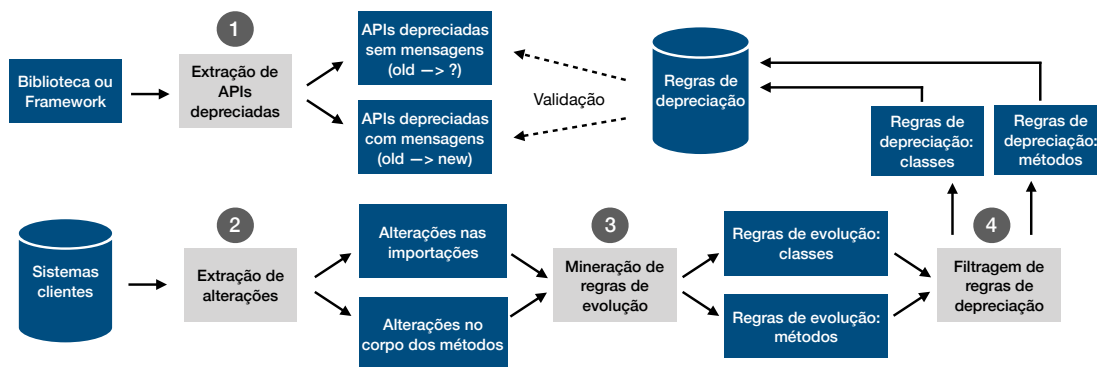 1
Biblioteca ou
Framework
Extração de
APIs
depreciadas
APIs depreciadas
sem mensagens
(old —> ?)
APIs depreciadas
com mensagens
(old —> new)
Validação
Regras de
depreciação
Regras de
depreciação:
classes
Regras de
depreciação:
métodos
2
Sistemas
clientes
Extração de
alterações
Alterações nas
importações
Alterações no
corpo dos métodos
3
Mineração de
regras de
evolução
Regras de evolução:
classes
Regras de evolução:
métodos
4
Filtragem de
regras de
depreciação